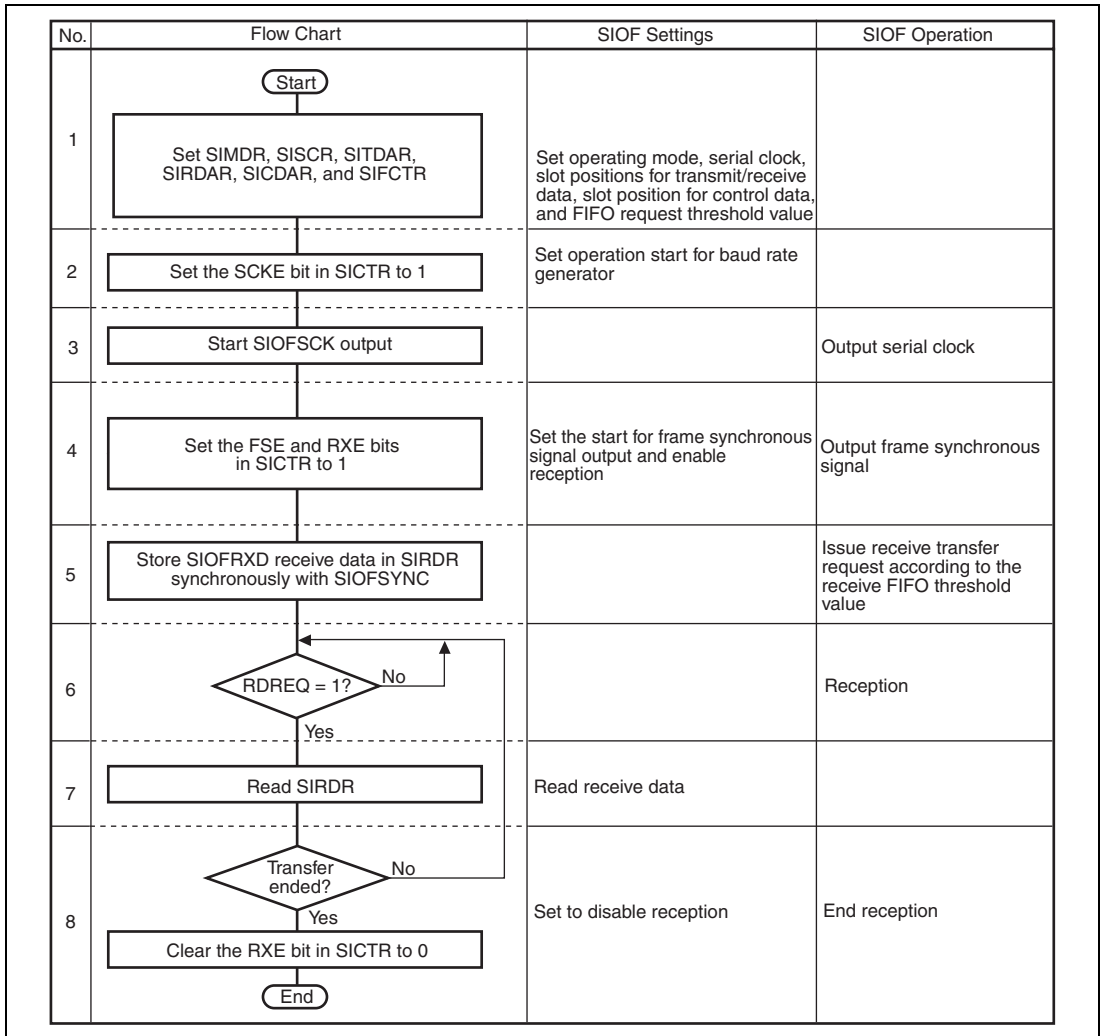 No.
Flow Chart
SIOF Settings
SIOF Operation
Start
1
Set SIMDR, SISCR, SITDAR,
SIRDAR, SICDAR, and SIFCTR
Set operating mode, serial clock,
slot positions for transmit/receive
data, slot position for control data,
and FIFO request threshold value
2
Set the SCKE bit in SICTR to 1
Set operation start for baud rate
generator
3
Start SIOFSCK output
Output serial clock
4
Set the FSE and RXE bits
in SICTR to 1
Set the start for frame synchronous
signal output and enable
reception
Output frame synchronous
signal
5
Store SIOFRXD receive data in SIRDR
synchronously with SIOFSYNC
Issue receive transfer
request according to the
receive FIFO threshold
value
6
RDREQ = 1?
No
Yes
Reception
7
Read SIRDR
Read receive data
8
Transfer
ended?
No
Yes
Clear the RXE bit in SICTR to 0
End
Set to disable reception
End reception